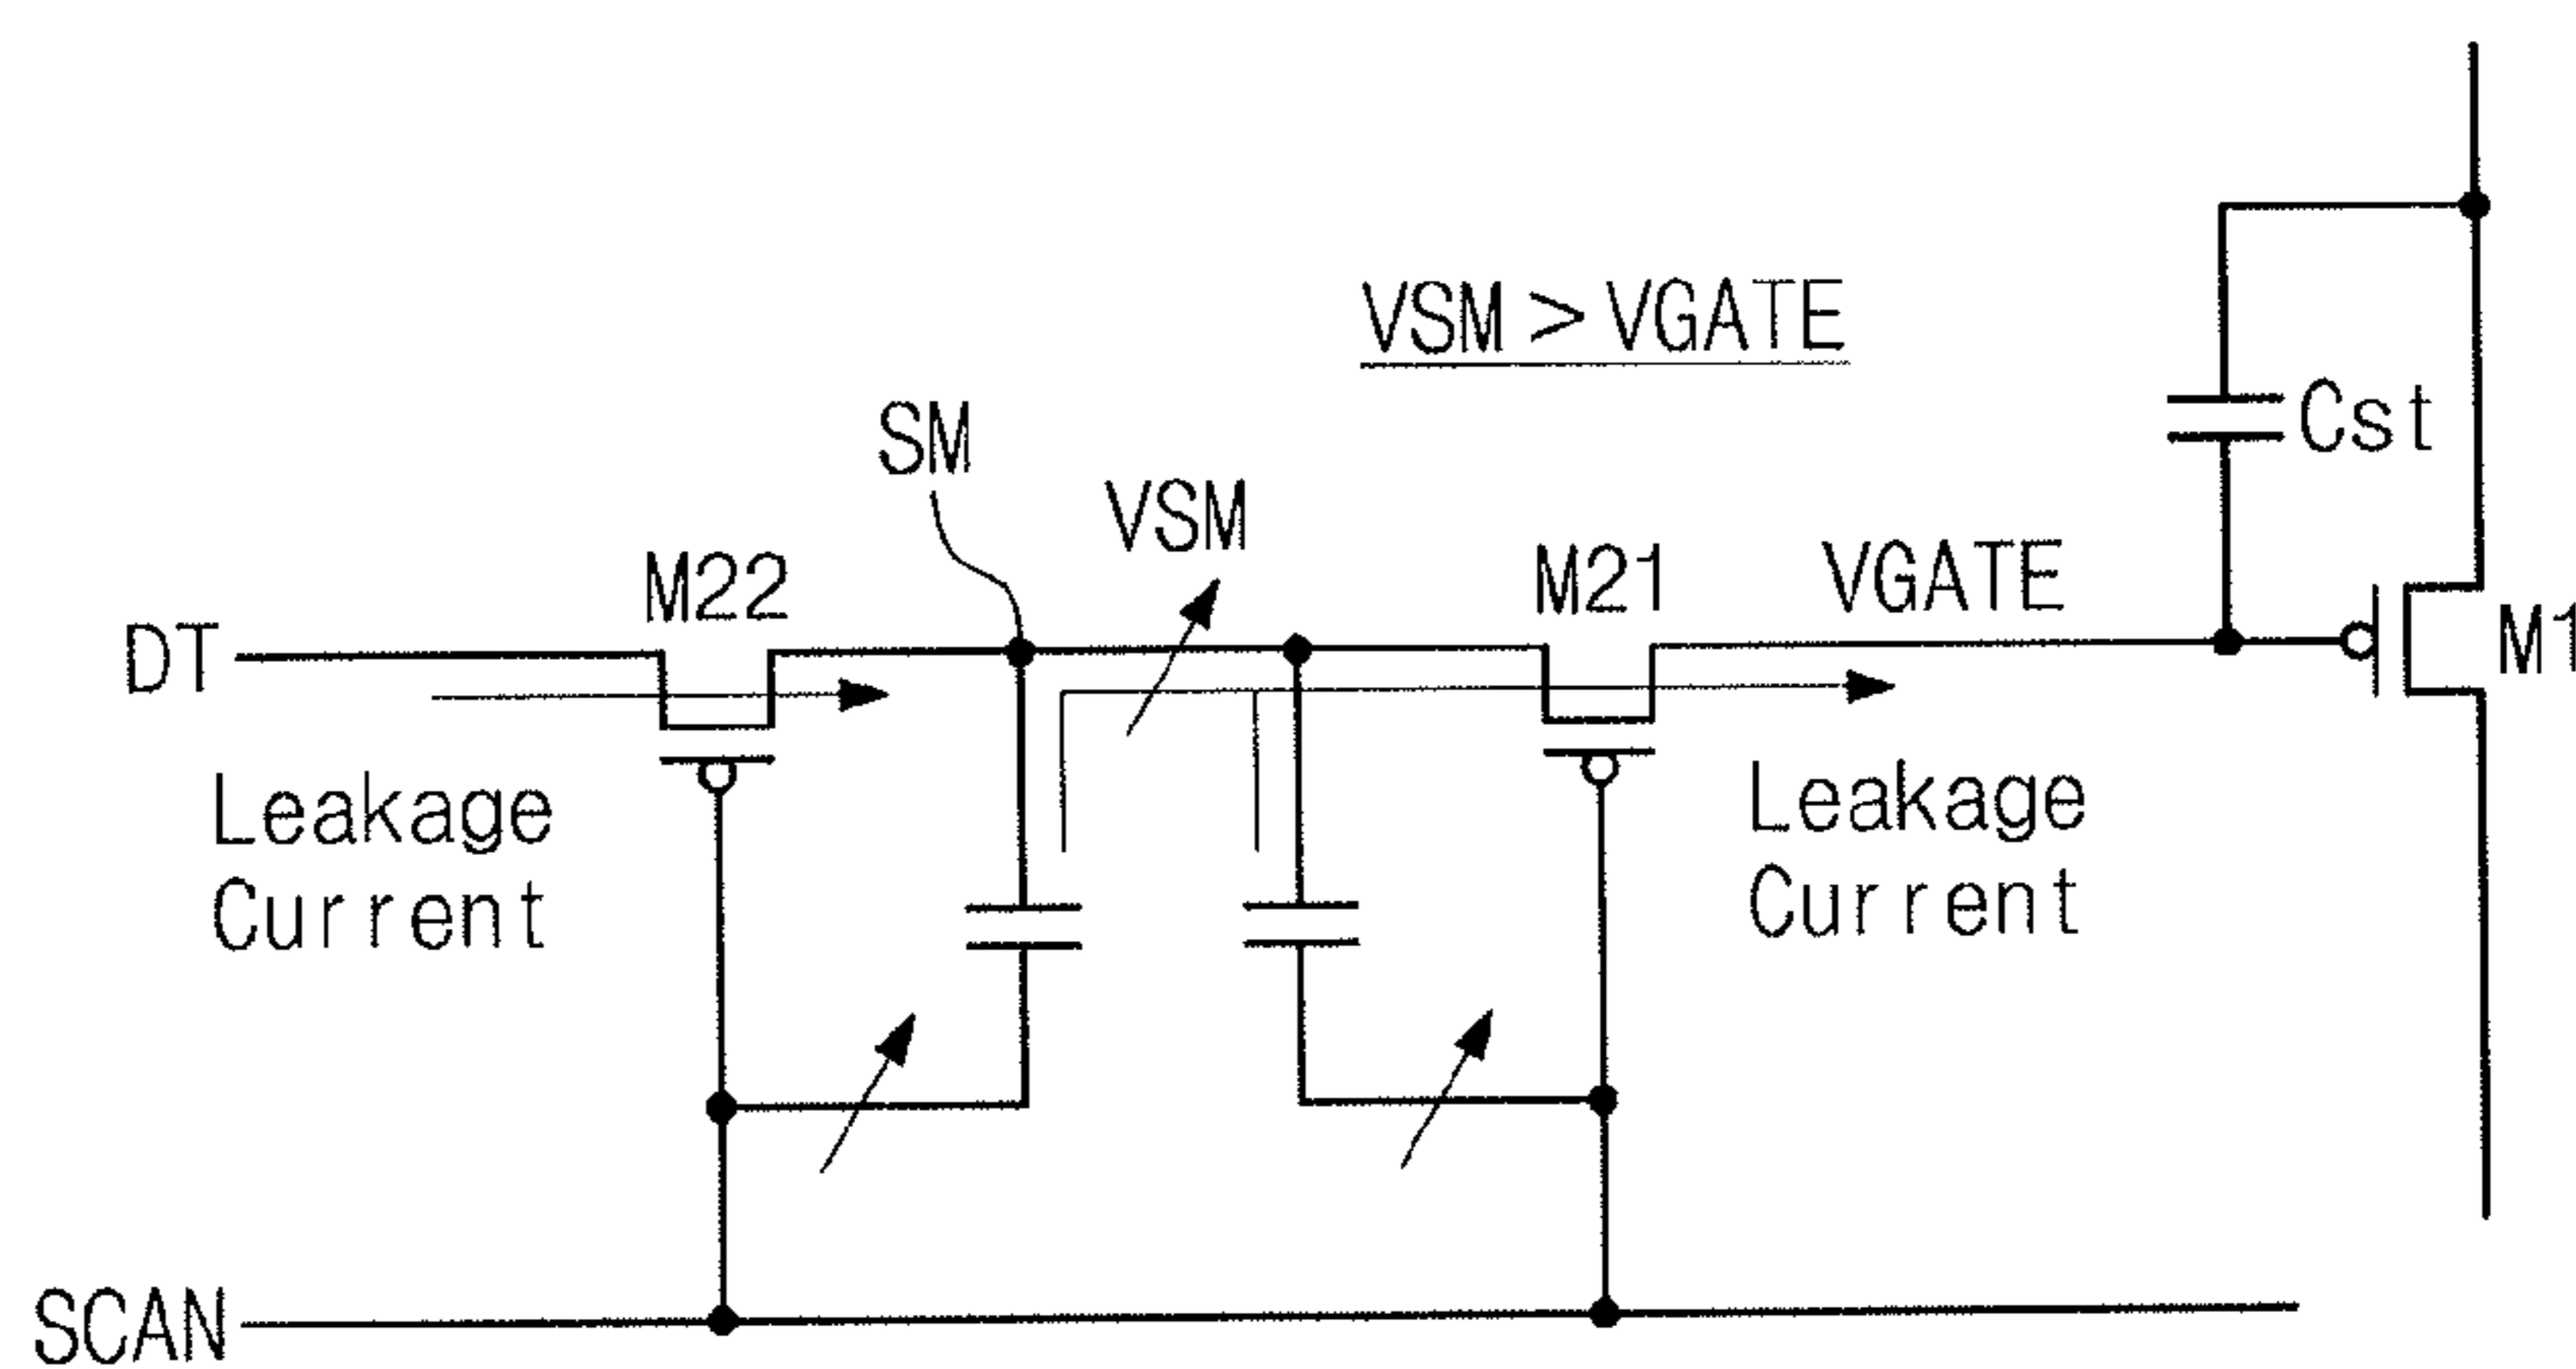 VSM > VGATE
Cst
SM
VSM
M22
M21
VGATE
DT
M1
Leakage
Current
Leakage
Current
SCAN